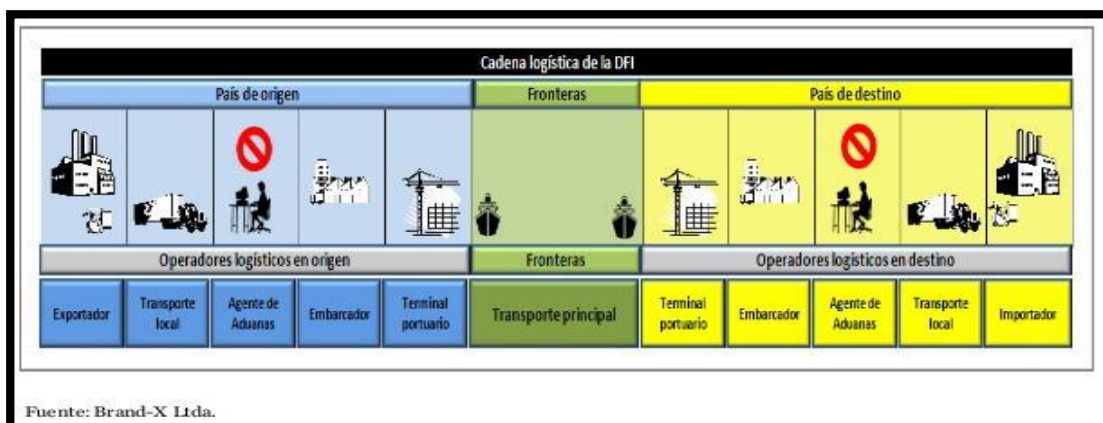 Cadena logística de la DFI
País de origen
Fronteras
País de destino
Operadores logísticos en origen
Fronteras
Operadores logísticos en destino
Exportador
Transporte
local
Agente de
Aduanas
Embarcador
Terminal
portuario
Transporte principal
Terminal
portuario
Embarcador
Agente de
Aduanas
Transporte
local
Importador
Fuente: Brand-X Ltda.